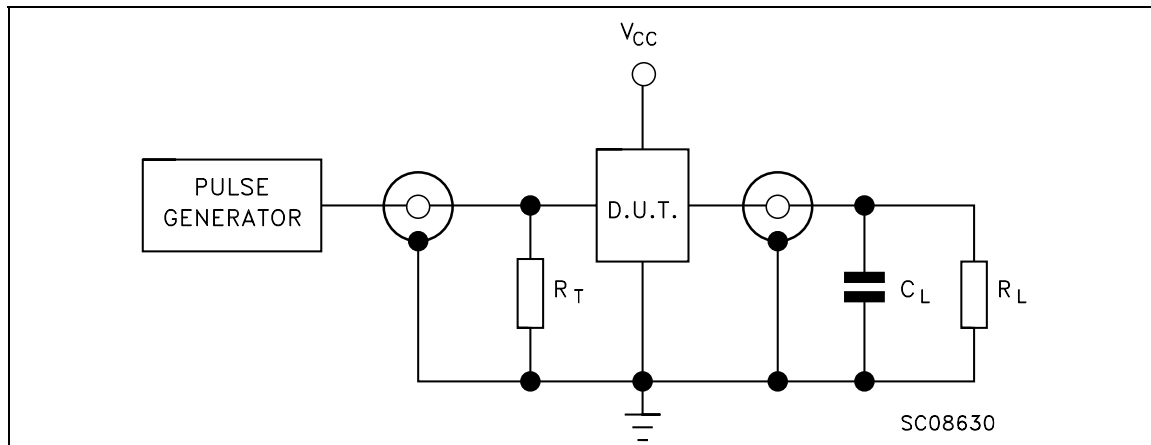 VCC
PULSE
GENERATOR
D.U.T.
RT
CL
RL
SC08630